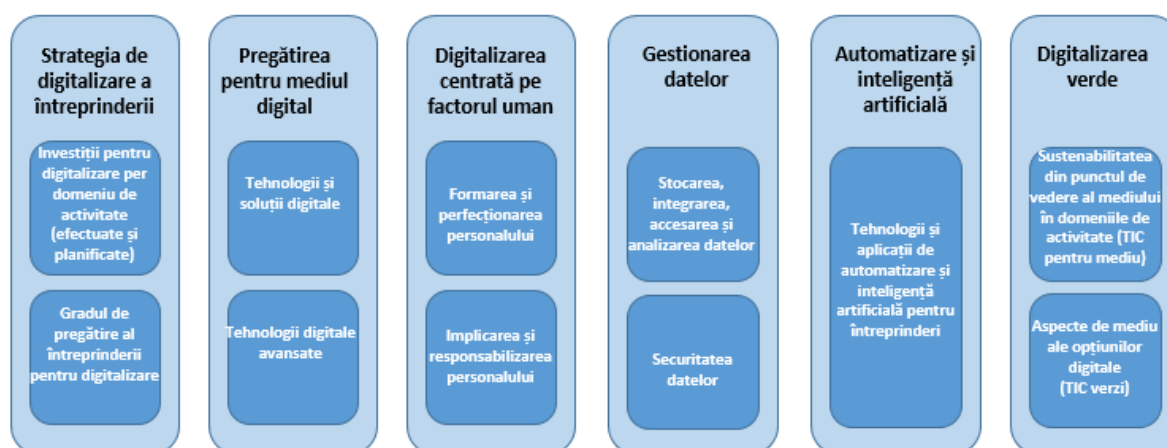 Strategia de
digitalizare a
întreprinderii
Investiții pentru
digitalizare per
domeniu de
activitate
(efectuate și
planificate)
Gradul de
pregătire al
întreprinderii
pentru digitalizare
Pregătirea
pentru mediul
digital
Tehnologii și
soluții digitale
Tehnologii digitale
avansate
Digitalizarea
centrată pe
factorul uman
Formarea și
perfecționarea
personalului
Implicarea și
responsabilizarea
personalului
Gestionarea
datelor
Stocarea,
integrarea,
accesarea și
analizarea datelor
Securitatea
datelor
Automatizare și
inteligență
artificială
Tehnologii și
aplicații de
automatizare și
inteligență
artificială pentru
întreprinderi
Digitalizarea
verde
Sustenabilitatea
din punctul de
vedere al mediului
în domeniile de
activitate (TIC
pentru mediu)
Aspecte de mediu
ale opțiunilor
digitale
(TIC verzi)